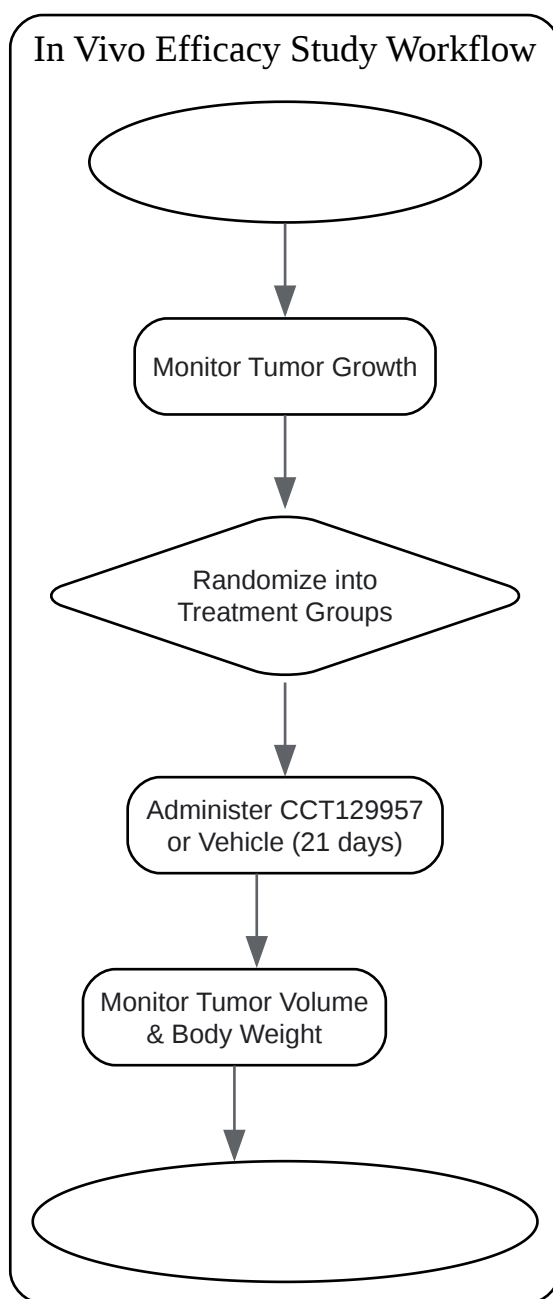 In Vivo Efficacy Study Workflow
Monitor Tumor Growth
Randomize into
Treatment Groups
Administer CCT129957
or Vehicle (21 days)
Monitor Tumor Volume
& Body Weight